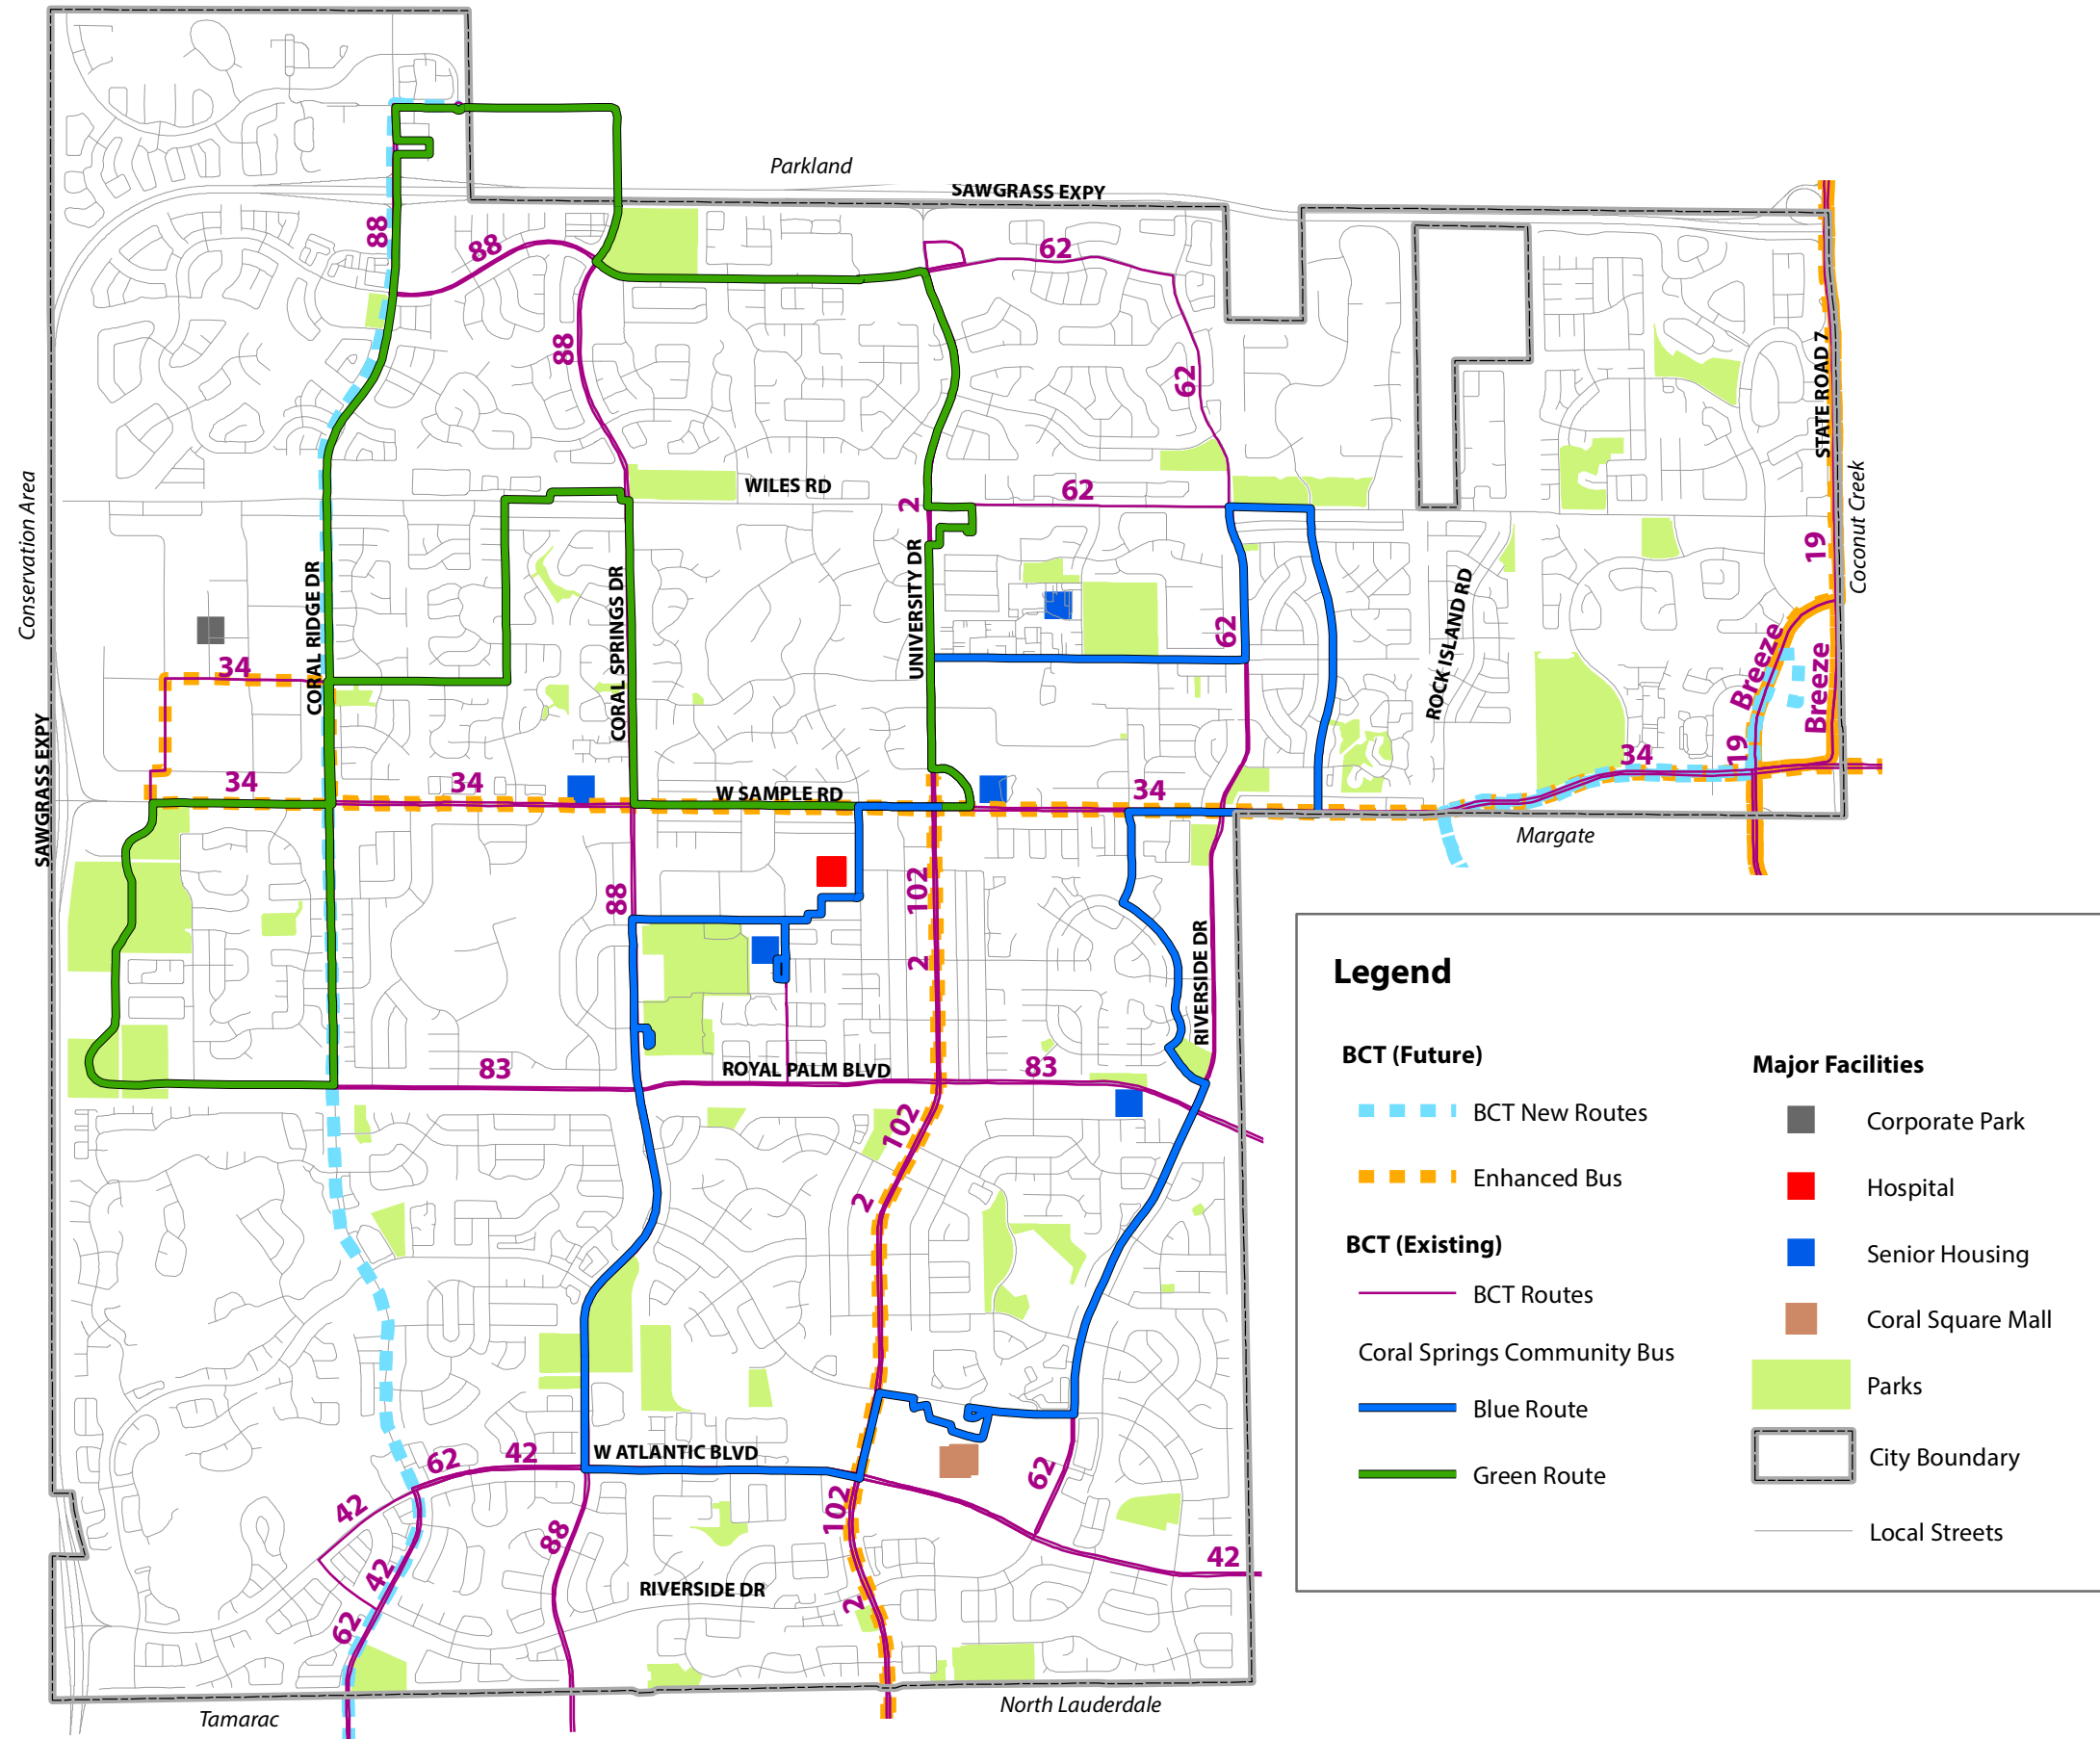 Parkland
SAWGRASS EXPY
88
88
62
88
62
STATE ROAD 7
Conservation Area
WILES RD
62
2
Coconut Creek
19
CORAL RIDGE DR
CORAL SPRINGS DR
UNIVERSITY DR
ROCK ISLAND RD
62
34
Breeze
Breeze
SAWGRASS EXPY
34
34
W SAMPLE RD
34
34
19
Margate
88
102
2
RIVERSIDE DR
83
ROYAL PALM BLVD
83
102
2
62
42
W ATLANTIC BLVD
42
88
102
62
42
42
RIVERSIDE DR
2
62
Tamarac
North Lauderdale
Legend
BCT (Future)
BCT New Routes
Enhanced Bus
BCT (Existing)
BCT Routes
Coral Springs Community Bus
Blue Route
Green Route
Major Facilities
Corporate Park
Hospital
Senior Housing
Coral Square Mall
Parks
City Boundary
Local Streets